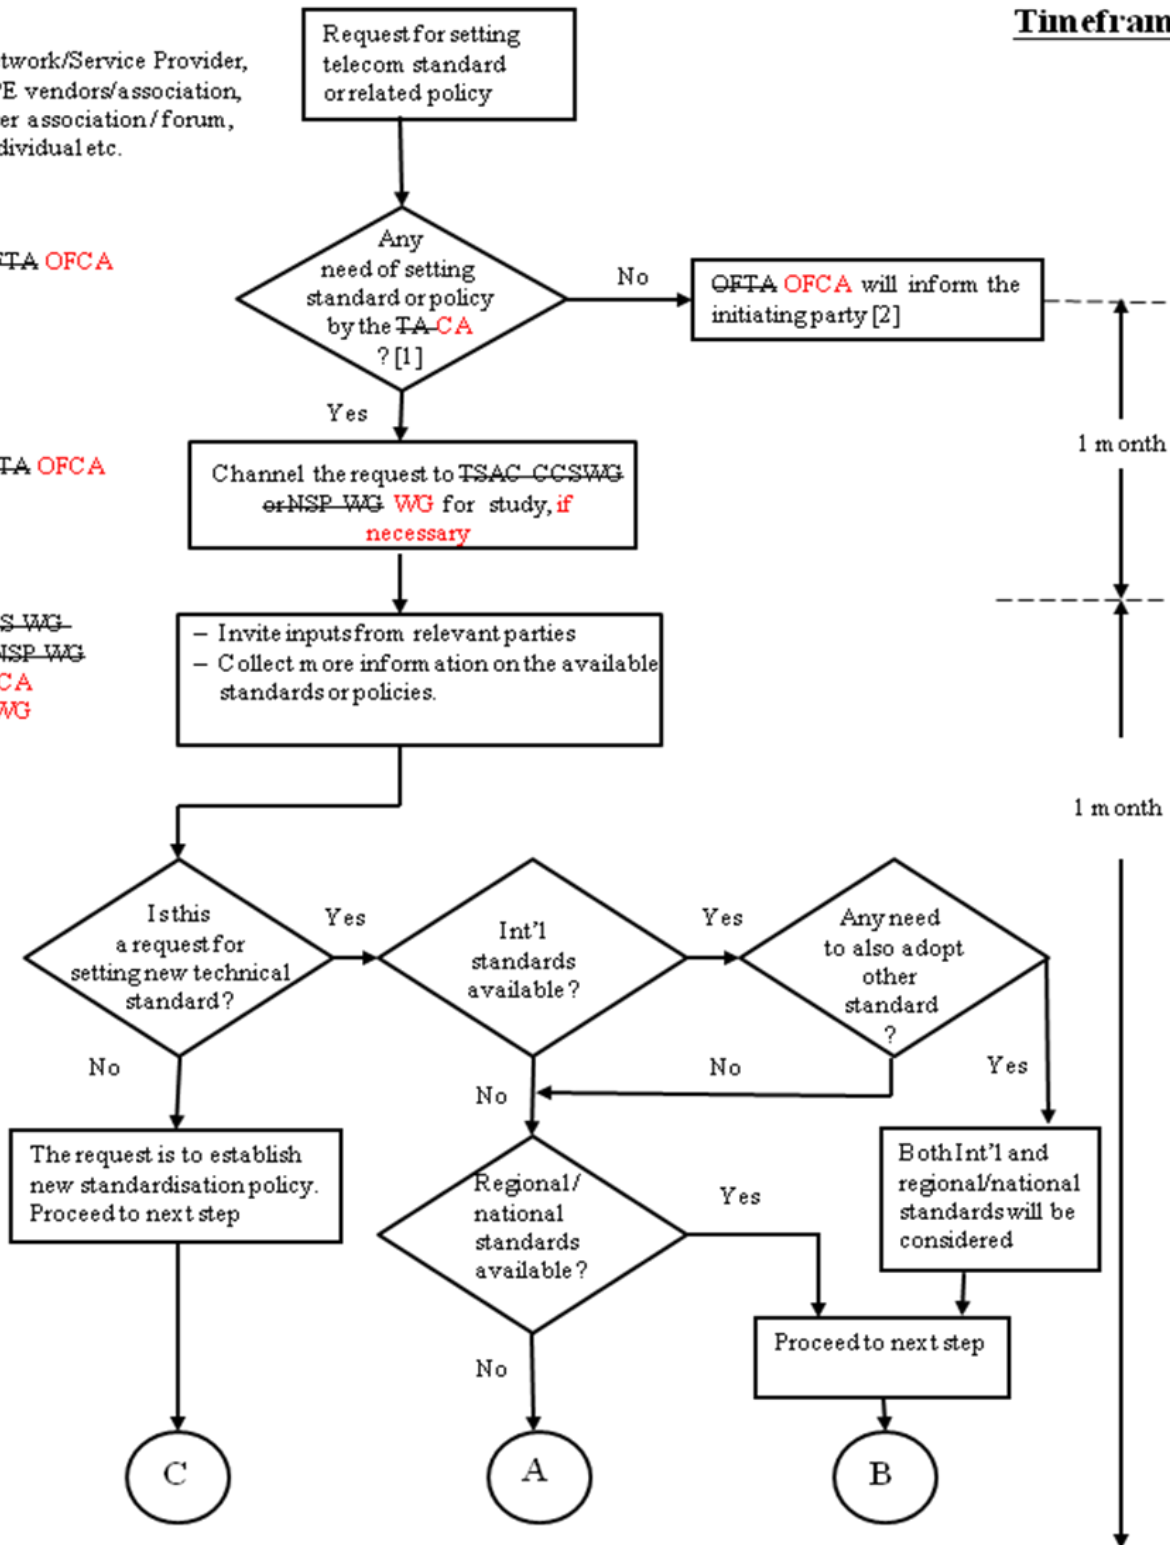 Timefram
Request for setting
telecom standard
or related policy
twork/Service Provider,
PE vendors/association,
er association/forum,
dividual etc.
Any
need of setting
standard or policy
by the TA CA
? [1]
FTA OFCA
No
OFTA OFCA will inform the
initiating party [2]
Yes
1 month
Channel the request to TSAC CCSWG
or NSP WG WG for study, if
necessary
TA OFCA
– Invite inputs from relevant parties
– Collect more information on the available
standards or policies.
S WG
NSP WG
CA
WG
1 month
Is this
a request for
setting new technical
standard?
Yes
Int'l
standards
available?
Yes
Any need
to also adopt
other
standard
?
No
No
No
Yes
The request is to establish
new standardisation policy.
Proceed to next step
Regional/
national
standards
available?
Yes
Both Int'l and
regional/national
standards will be
considered
Proceed to next step
No
C
A
B